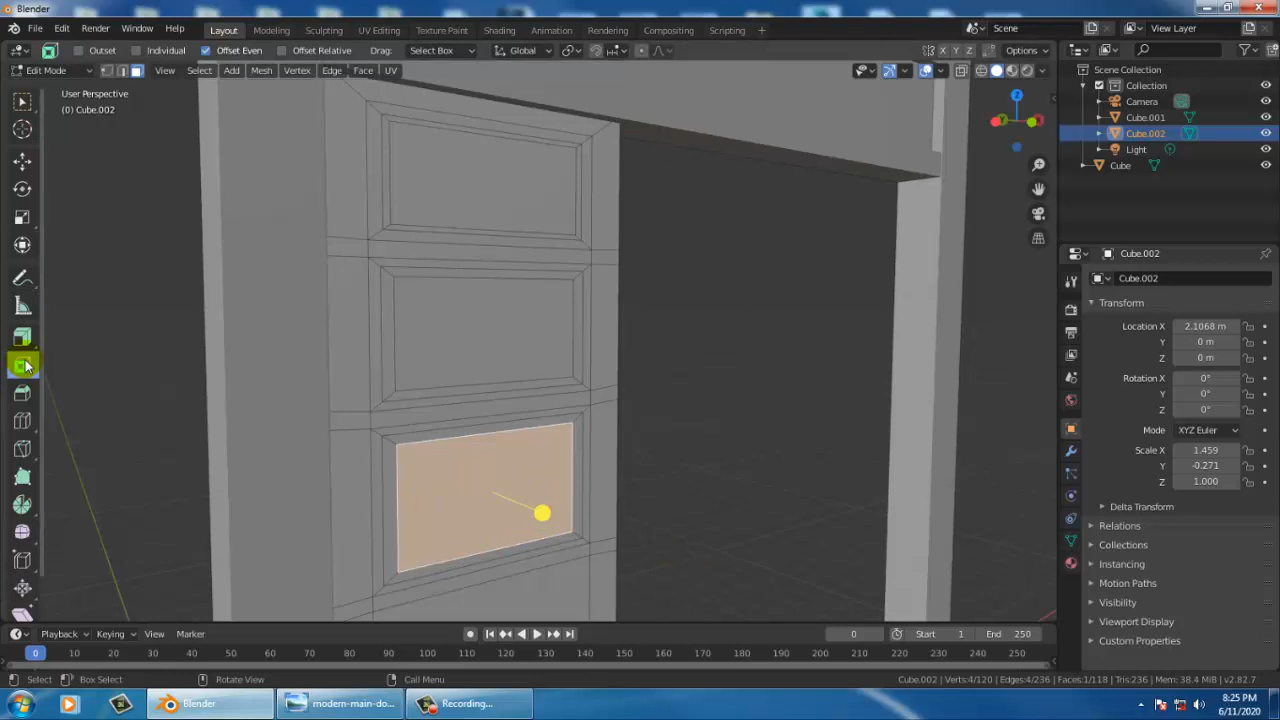 Blender
File Edit Render Window Help Layout Modeling Sculpting UV Editing Texture Paint Shading Animation Rendering Compositing Scripting + Scene View Layer
Outset Individual Offset Even Offset Relative Drag: Select Box Global X Y Z Options
Edit Mode View Select Add Mesh Vertex Edge Face UV
User Perspective
(0) Cube.002
Z
Scene Collection
Collection
Camera
Cube.001
Cube.002
Light
Cube
Cube.002
Cube.002
Transform
Location X 2.1068 m
Y 0 m
Z 0 m
Rotation X 0°
Y 0°
Z 0°
Mode XYZ Euler
Scale X 1.459
Y -0.271
Z 1.000
Delta Transform
Relations
Collections
Instancing
Motion Paths
Visibility
Viewport Display
Custom Properties
Playback Keying View Marker 0 Start 1 End 250
0 10 20 30 40 50 60 70 80 90 100 110 120 130 140 150 160 170 180 190 200 210 220 230 240 250
Select Box Select Rotate View Call Menu Cube.002 | Verts:4/120 | Edges:4/236 | Faces:1/118 | Tris:236 | Mem: 38.4 MiB | v2.82.7
Blender modern-main-do... Recording... 8:25 PM
6/11/2020